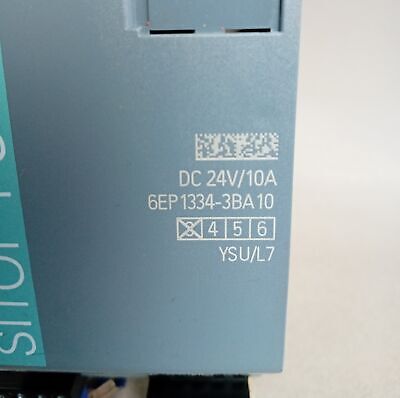 DC 24V/10A
6EP1334-3BA10
X 4 5 6
YSU/L7